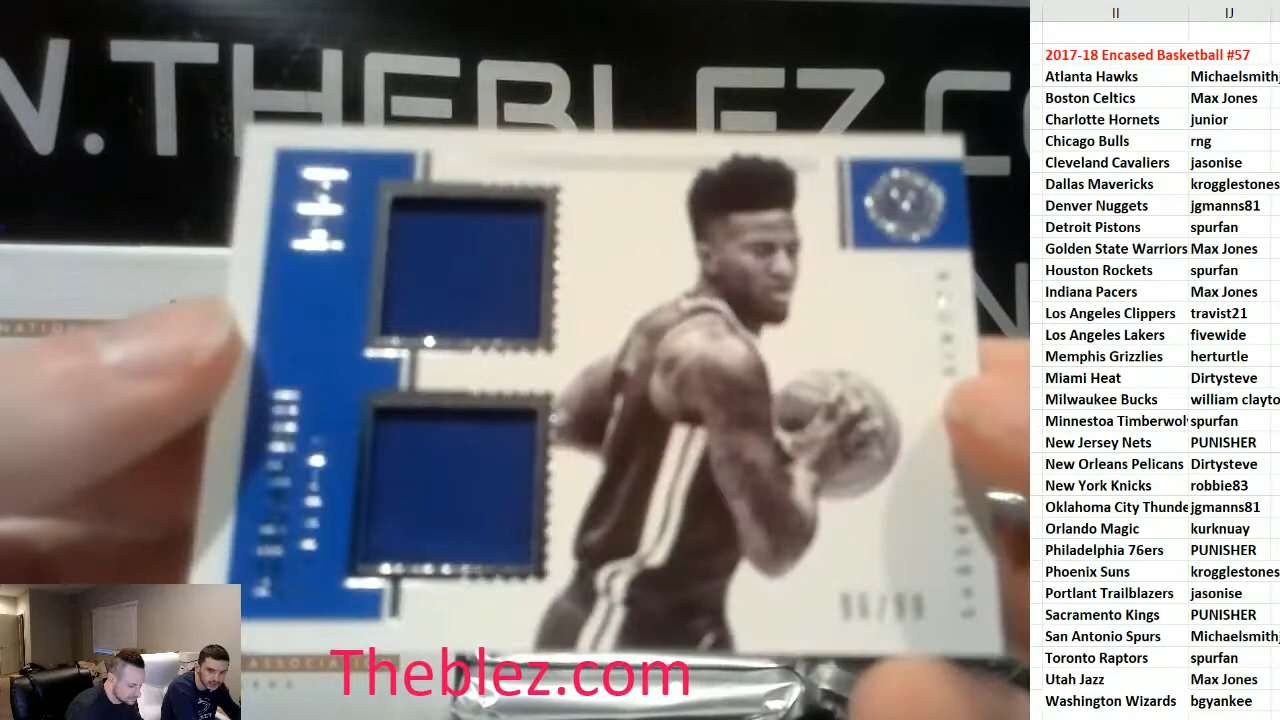 W.THEBLEZ.CO
II IJ
2017-18 Encased Basketball #57
Atlanta Hawks Michaelsmith
Boston Celtics Max Jones
Charlotte Hornets junior
Chicago Bulls rng
Cleveland Cavaliers jasonise
Dallas Mavericks krogglestones
Denver Nuggets jgmanns81
Detroit Pistons spurfan
Golden State Warriors Max Jones
Houston Rockets spurfan
Indiana Pacers Max Jones
Los Angeles Clippers travist21
Los Angeles Lakers fivewide
Memphis Grizzlies herturtle
Miami Heat Dirtysteve
Milwaukee Bucks william clayto
Minnestoa Timberwol spurfan
New Jersey Nets PUNISHER
New Orleans Pelicans Dirtysteve
New York Knicks robbie83
Oklahoma City Thunde jgmanns81
Orlando Magic kurknuay
Philadelphia 76ers PUNISHER
Phoenix Suns krogglestones
Portlant Trailblazers jasonise
Sacramento Kings PUNISHER
San Antonio Spurs Michaelsmith
Toronto Raptors spurfan
Utah Jazz Max Jones
Washington Wizards bgyankee
Theblez.com